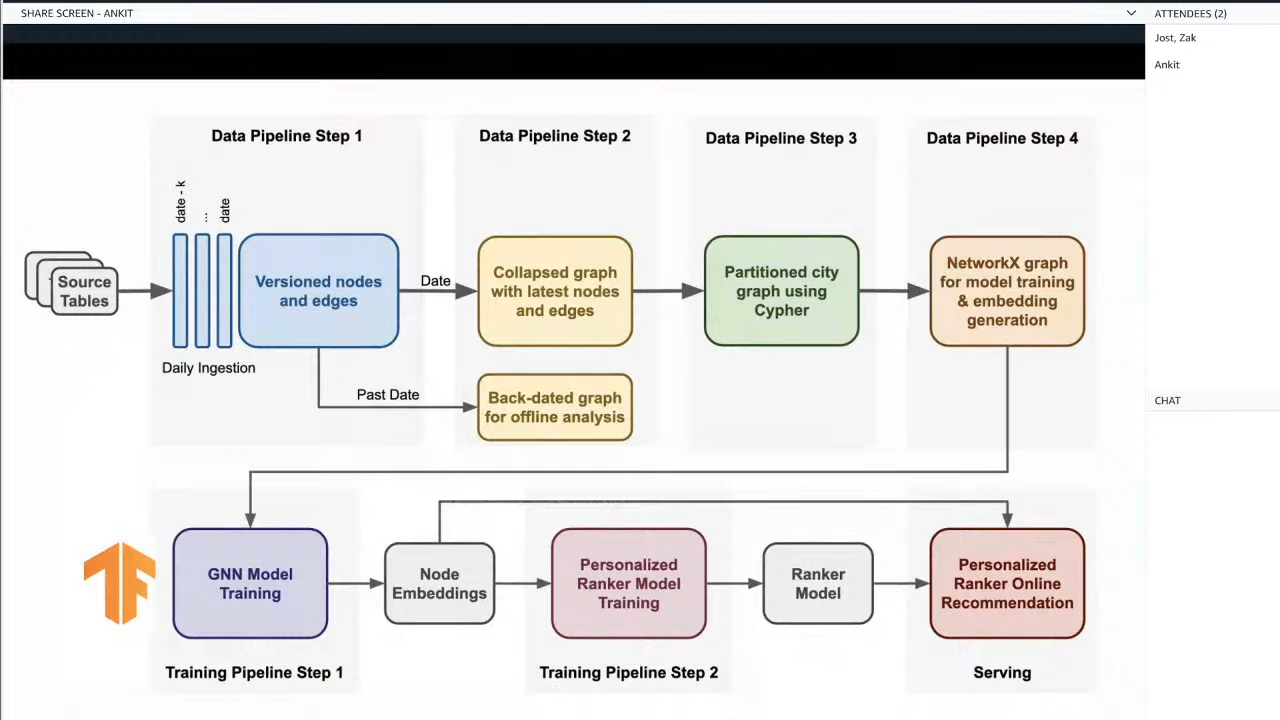 SHARE SCREEN - ANKIT
ATTENDEES (2)
Jost, Zak
Ankit
CHAT
Data Pipeline Step 1
Data Pipeline Step 2
Data Pipeline Step 3
Data Pipeline Step 4
date - k
...
date
Source
Tables
Versioned nodes
and edges
Date
Collapsed graph
with latest nodes
and edges
Partitioned city
graph using
Cypher
NetworkX graph
for model training
& embedding
generation
Daily Ingestion
Past Date
Back-dated graph
for offline analysis
GNN Model
Training
Node
Embeddings
Personalized
Ranker Model
Training
Ranker
Model
Personalized
Ranker Online
Recommendation
Training Pipeline Step 1
Training Pipeline Step 2
Serving